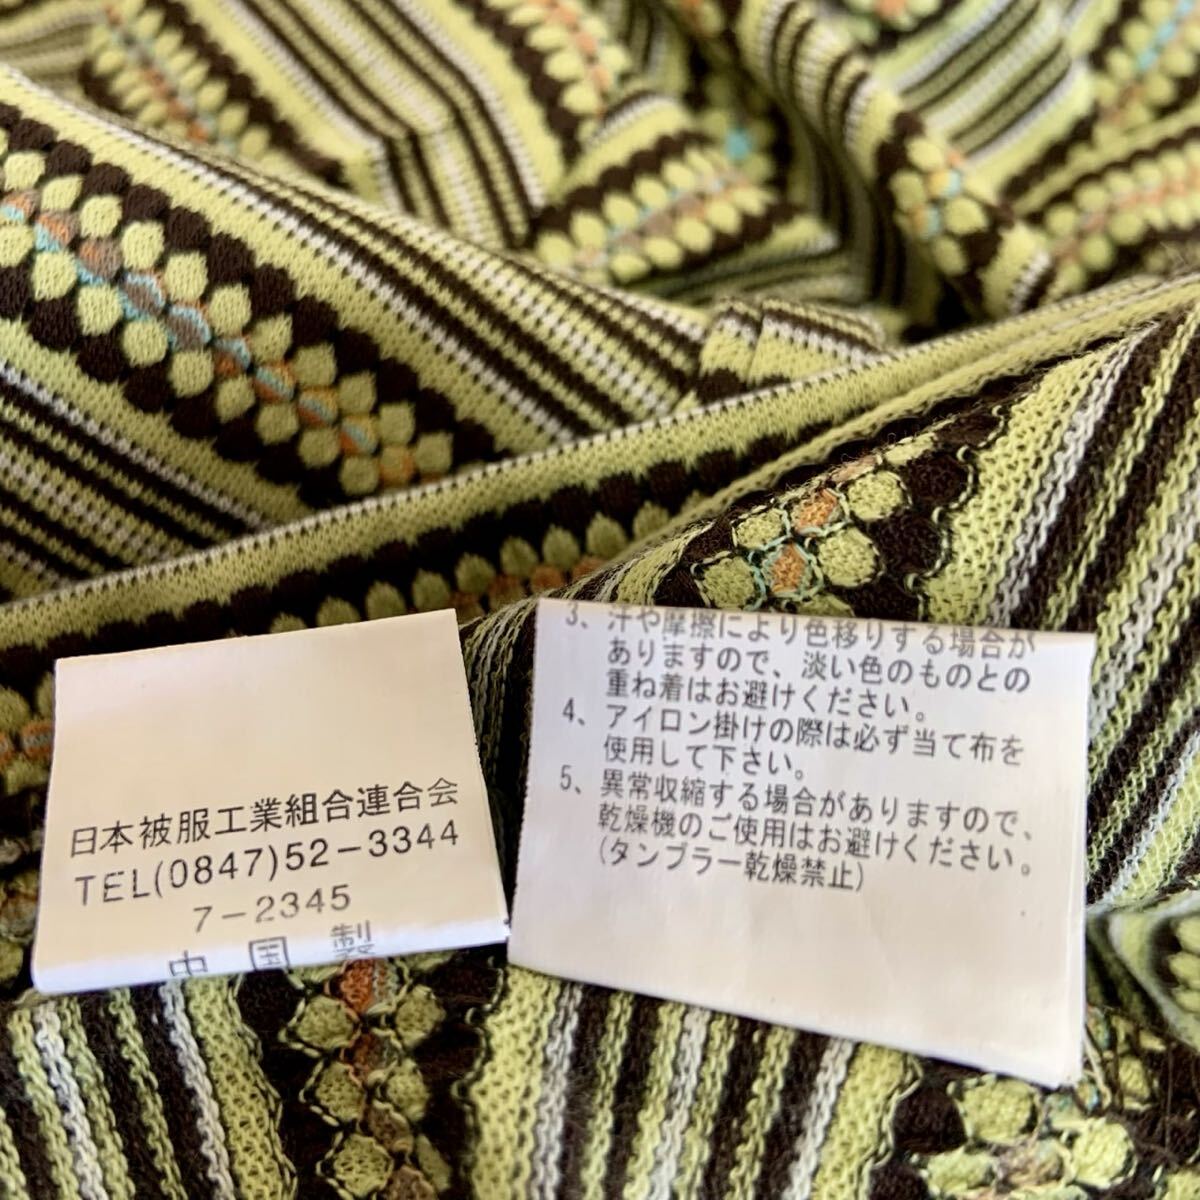 日本被服工業組合連合会
TEL(0847)52-3344
7-2345
中国製
3、汗や摩擦により色移りする場合が
ありますので、淡い色のものとの
重ね着はお避けください。
4、アイロン掛けの際は必ず当て布を
使用して下さい。
5、異常収縮する場合がありますので、
乾燥機のご使用はお避けください。
(タンブラー乾燥禁止)